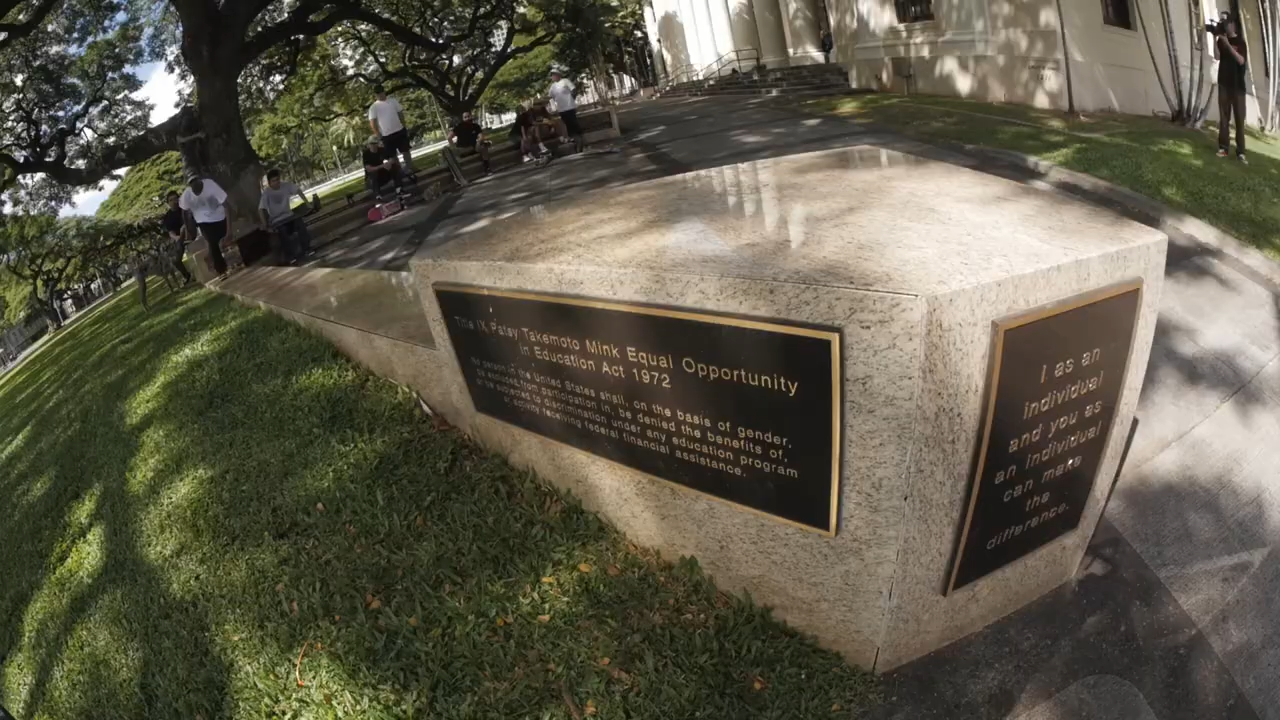 Title IX Patsy Takemoto Mink Equal Opportunity
in Education Act 1972
No person in the United States shall, on the basis of gender,
be excluded from participation in, be denied the benefits of,
or be subjected to discrimination under any education program
or activity receiving federal financial assistance.
I as an
individual
and you as
an individual
can make
the
difference.